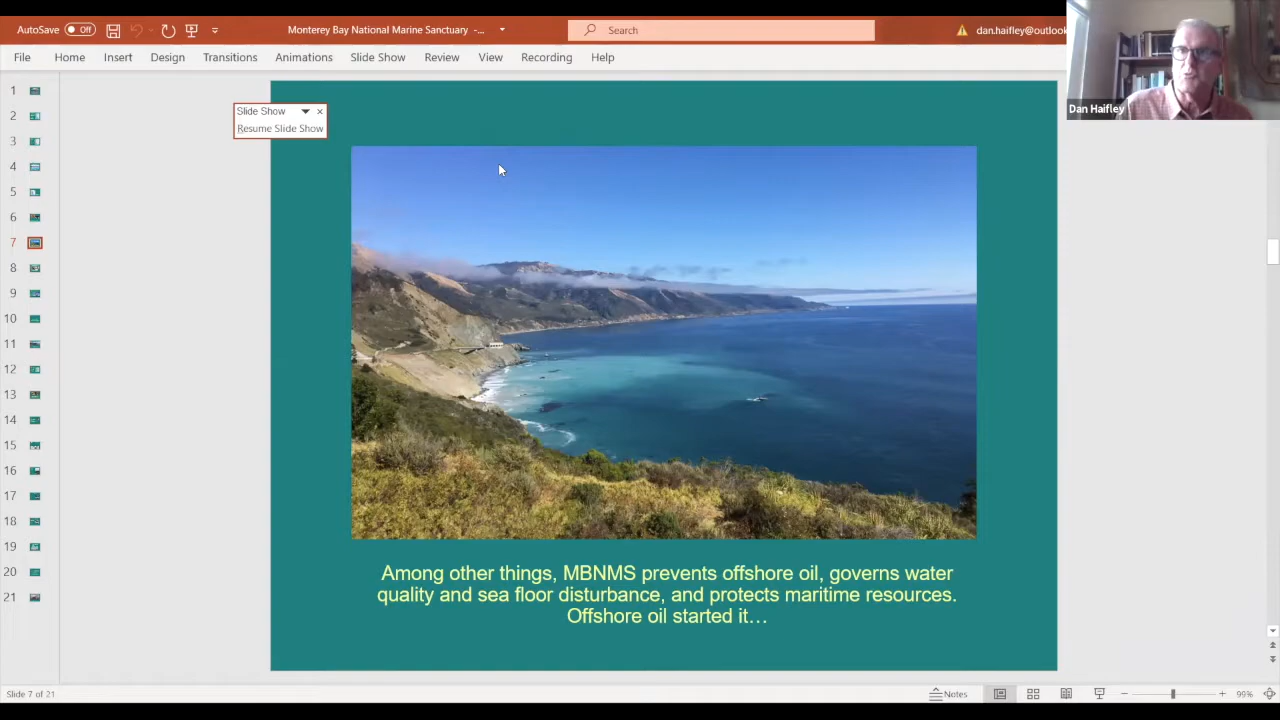 AutoSave Off
Monterey Bay National Marine Sanctuary -...
Search
dan.haifley@outlook
File Home Insert Design Transitions Animations Slide Show Review View Recording Help
Dan Haifley
Slide Show
Resume Slide Show
1
2
3
4
5
6
7
8
9
10
11
12
13
14
15
16
17
18
19
20
21
Among other things, MBNMS prevents offshore oil, governs water
quality and sea floor disturbance, and protects maritime resources.
Offshore oil started it…
Slide 7 of 21
Notes
99%